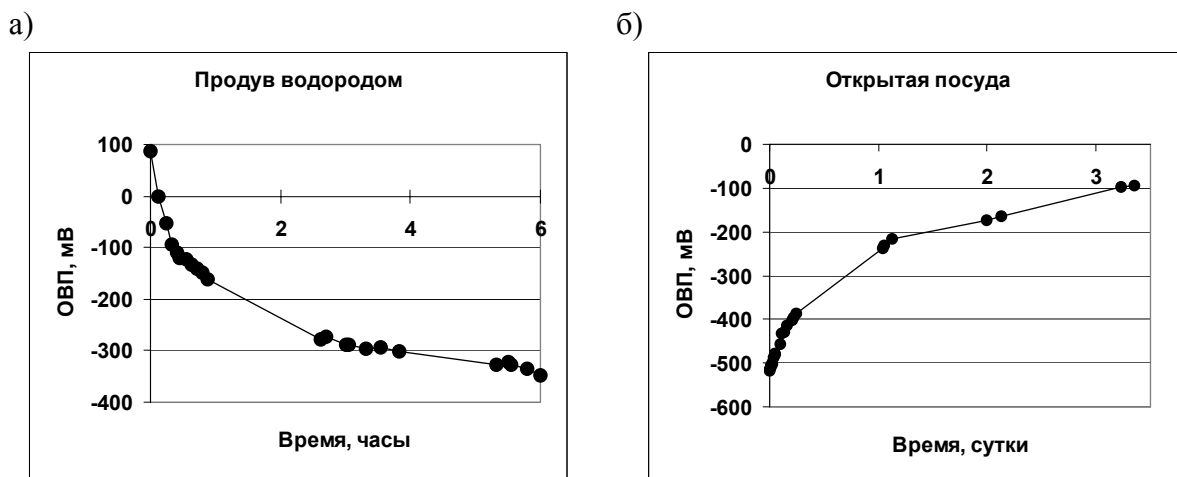 а)
Продув водородом
100
0
-100
-200
-300
-400
0
2
4
6
ОВП, мВ
Время, часы
б)
Открытая посуда
0
-100
-200
-300
-400
-500
-600
0
1
2
3
ОВП, мВ
Время, сутки